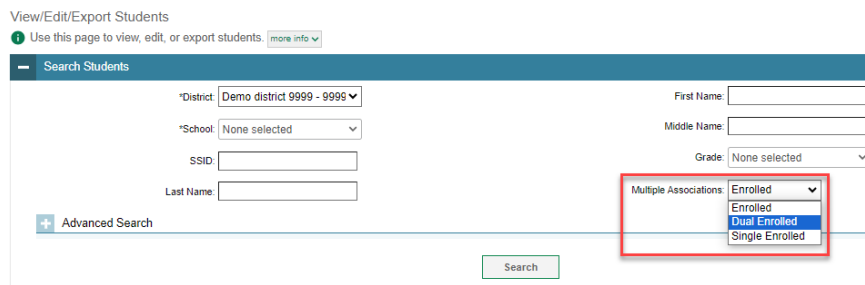 View/Edit/Export Students
i Use this page to view, edit, or export students. more info
Search Students
*District: Demo district 9999 - 9999
First Name:
*School: None selected
Middle Name:
SSID:
Grade: None selected
Last Name:
Multiple Associations: Enrolled
Enrolled
Dual Enrolled
Single Enrolled
Advanced Search
Search